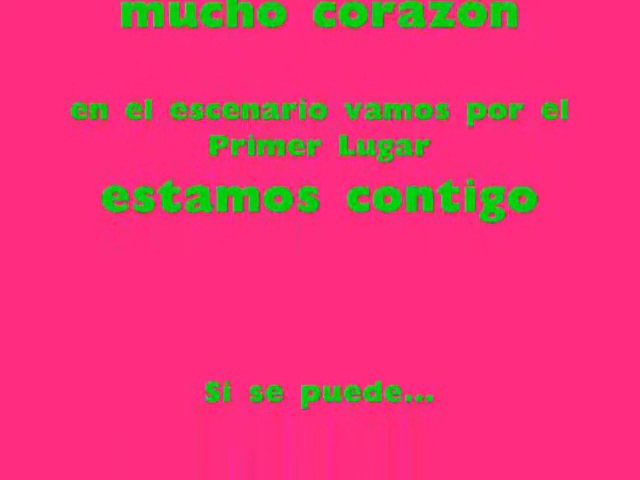 mucho corazon
en el escenario vamos por el
Primer Lugar
estamos contigo
Si se puede...